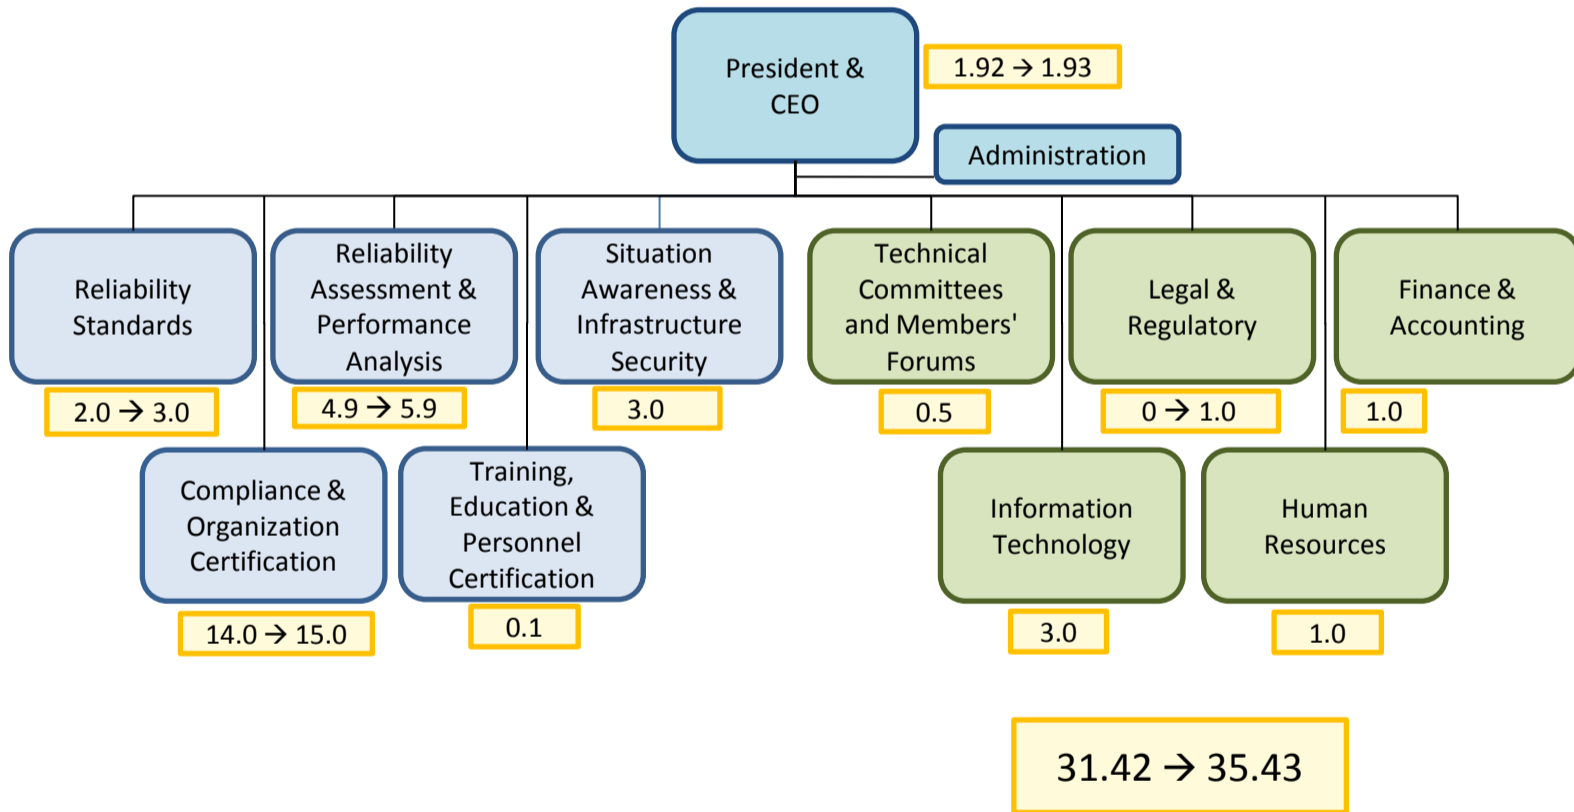 President &
CEO
1.92 → 1.93
Administration
Reliability
Standards
2.0 → 3.0
Reliability
Assessment &
Performance
Analysis
4.9 → 5.9
Situation
Awareness &
Infrastructure
Security
3.0
Technical
Committees
and Members'
Forums
0.5
Legal &
Regulatory
0 → 1.0
Finance &
Accounting
1.0
Compliance &
Organization
Certification
14.0 → 15.0
Training,
Education &
Personnel
Certification
0.1
Information
Technology
3.0
Human
Resources
1.0
31.42 → 35.43